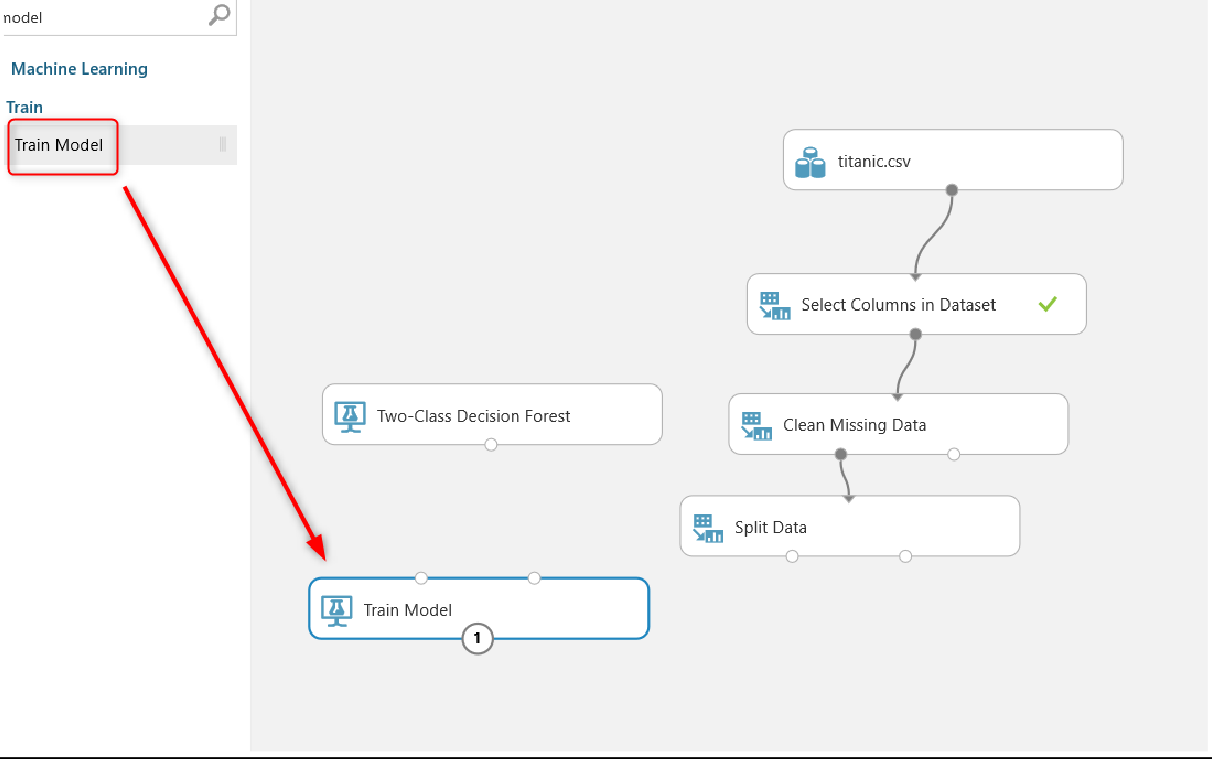 model
Machine Learning
Train
Train Model
titanic.csv
Select Columns in Dataset
Two-Class Decision Forest
Clean Missing Data
Split Data
Train Model
1